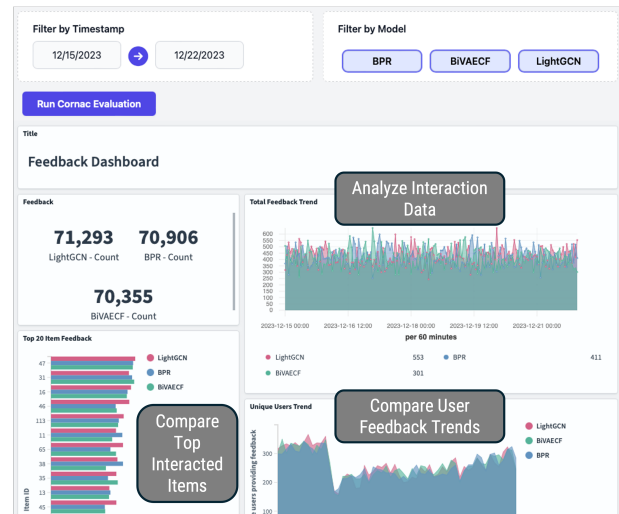 Filter by Timestamp
12/15/2023
12/22/2023
Filter by Model
BPR
BiVAECF
LightGCN
Run Cornac Evaluation
Title
Feedback Dashboard
Feedback
71,293
LightGCN - Count
70,906
BPR - Count
70,355
BiVAECF - Count
Total Feedback Trend
Analyze Interaction
Data
600
550
500
450
400
350
300
250
200
150
100
50
0
2023-12-15 00:00
2023-12-16 12:00
2023-12-18 00:00
2023-12-19 12:00
2023-12-21 00:00
per 60 minutes
LightGCN 553
BPR 411
BiVAECF 301
Top 20 Item Feedback
LightGCN
BPR
BiVAECF
47
31
16
46
113
11
65
38
35
13
45
Item ID
Compare
Top
Interacted
Items
Unique Users Trend
Compare User
Feedback Trends
LightGCN
BiVAECF
BPR
300
200
100
users providing feedback